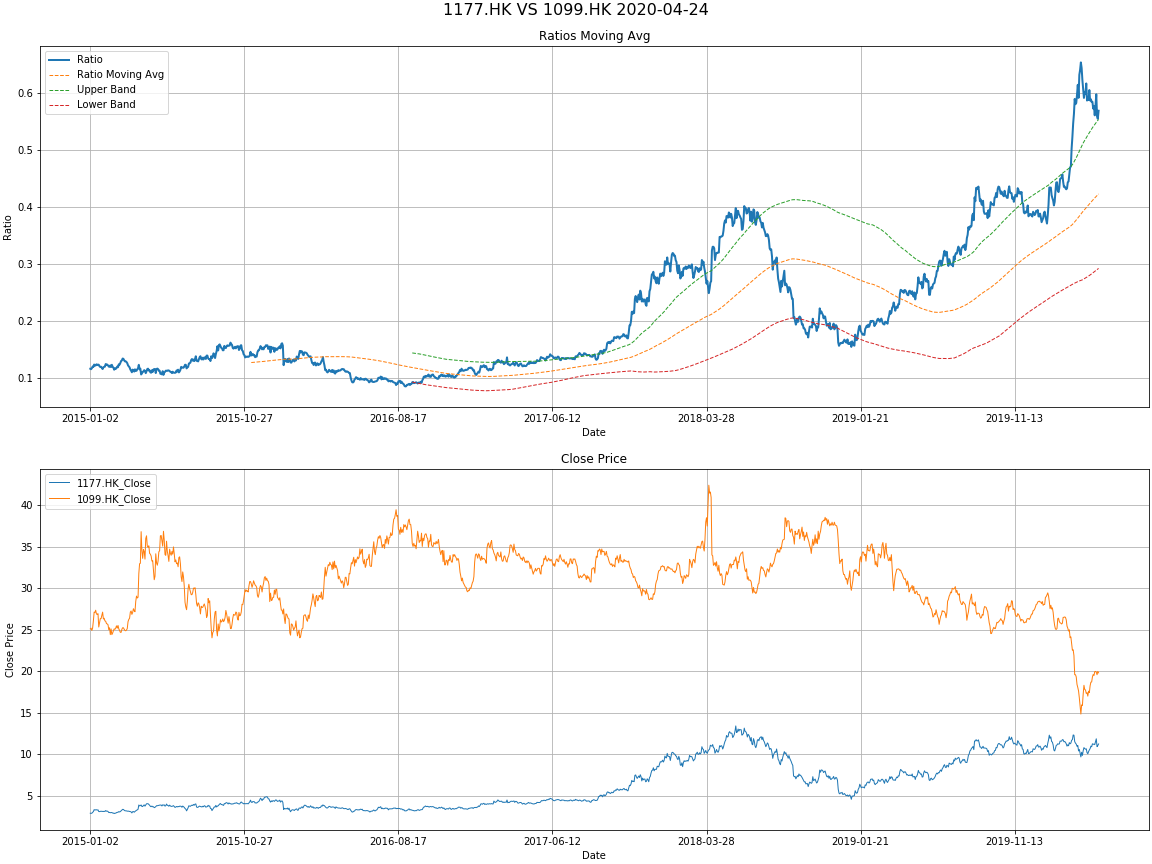 1177.HK VS 1099.HK 2020-04-24
Ratios Moving Avg
Ratio
Ratio Moving Avg
Upper Band
Lower Band
0.6
0.5
0.4
0.3
0.2
0.1
Ratio
2015-01-02 2015-10-27 2016-08-17 2017-06-12 2018-03-28 2019-01-21 2019-11-13
Date
Close Price
1177.HK_Close
1099.HK_Close
40
35
30
25
20
15
10
5
Close Price
2015-01-02 2015-10-27 2016-08-17 2017-06-12 2018-03-28 2019-01-21 2019-11-13
Date